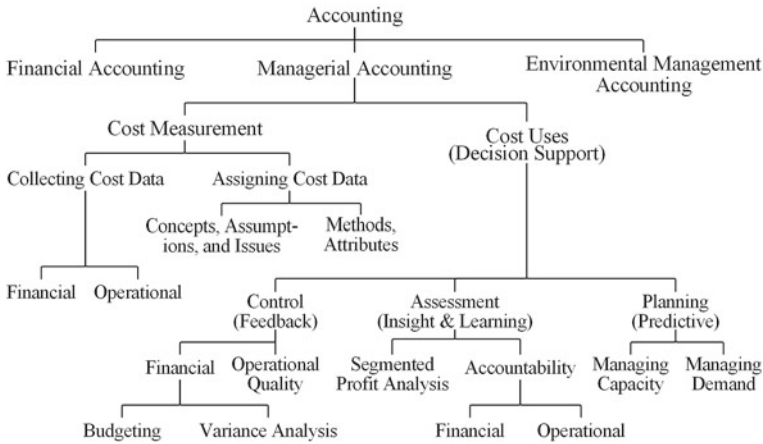 Accounting
Financial Accounting
Managerial Accounting
Environmental Management
Accounting
Cost Measurement
Cost Uses
(Decision Support)
Collecting Cost Data
Assigning Cost Data
Concepts, Assumpt-
ions, and Issues
Methods,
Attributes
Financial
Operational
Control
(Feedback)
Assessment
(Insight & Learning)
Planning
(Predictive)
Financial
Operational
Quality
Segmented
Profit Analysis
Accountability
Managing
Capacity
Managing
Demand
Budgeting
Variance Analysis
Financial
Operational